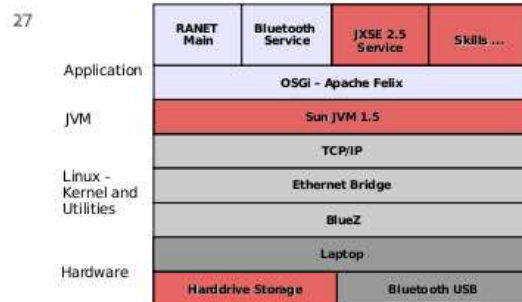 27
RANET Main
Bluetooth Service
JXSE 2.5 Service
Skills ...
Application
OSGi – Apache Felix
JVM
Sun JVM 1.5
TCP/IP
Linux –
Kernel and
Utilities
Ethernet Bridge
BlueZ
Laptop
Hardware
Harddrive Storage
Bluetooth USB